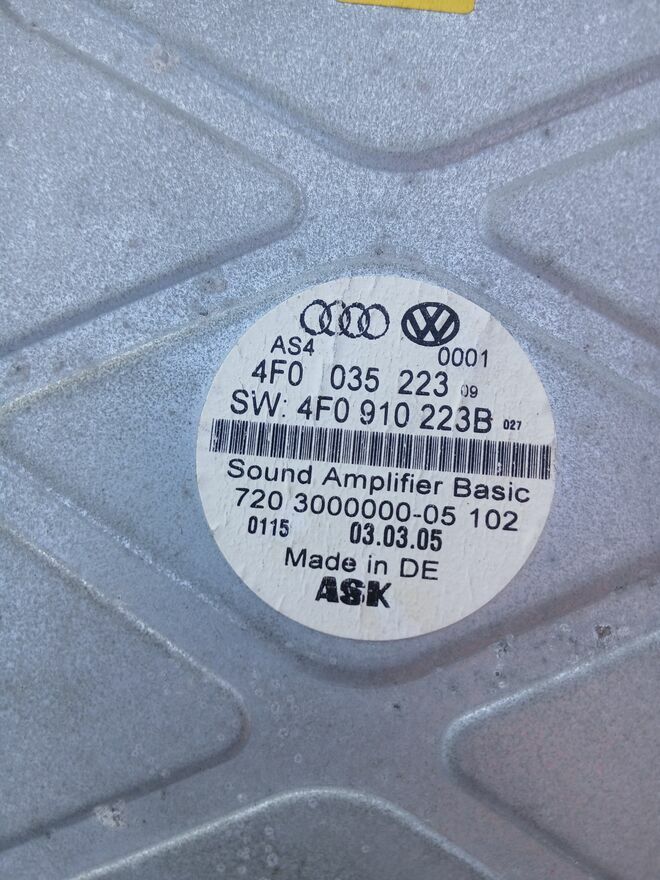 AS4 0001
4F0 035 223 09
SW: 4F0 910 223B 027
Sound Amplifier Basic
720 3000000-05 102
0115 03.03.05
Made in DE
ASK